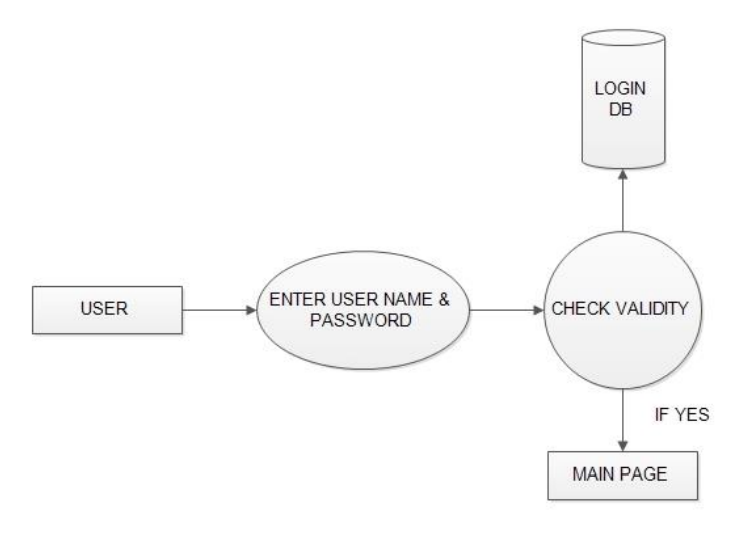 LOGIN
DB
USER
ENTER USER NAME &
PASSWORD
CHECK VALIDITY
IF YES
MAIN PAGE